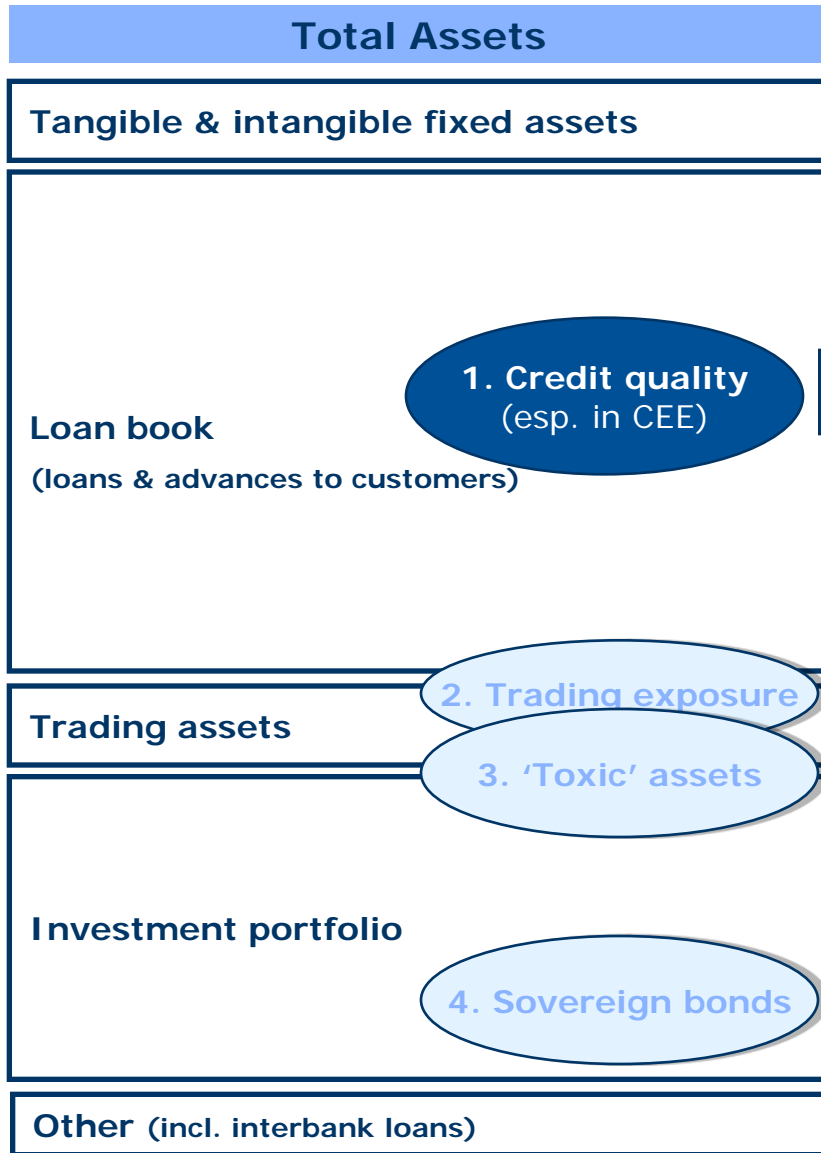 Total Assets
Tangible & intangible fixed assets
1. Credit quality
(esp. in CEE)
Loan book
(loans & advances to customers)
2. Trading exposure
Trading assets
3. ‘Toxic’ assets
Investment portfolio
4. Sovereign bonds
Other (incl. interbank loans)